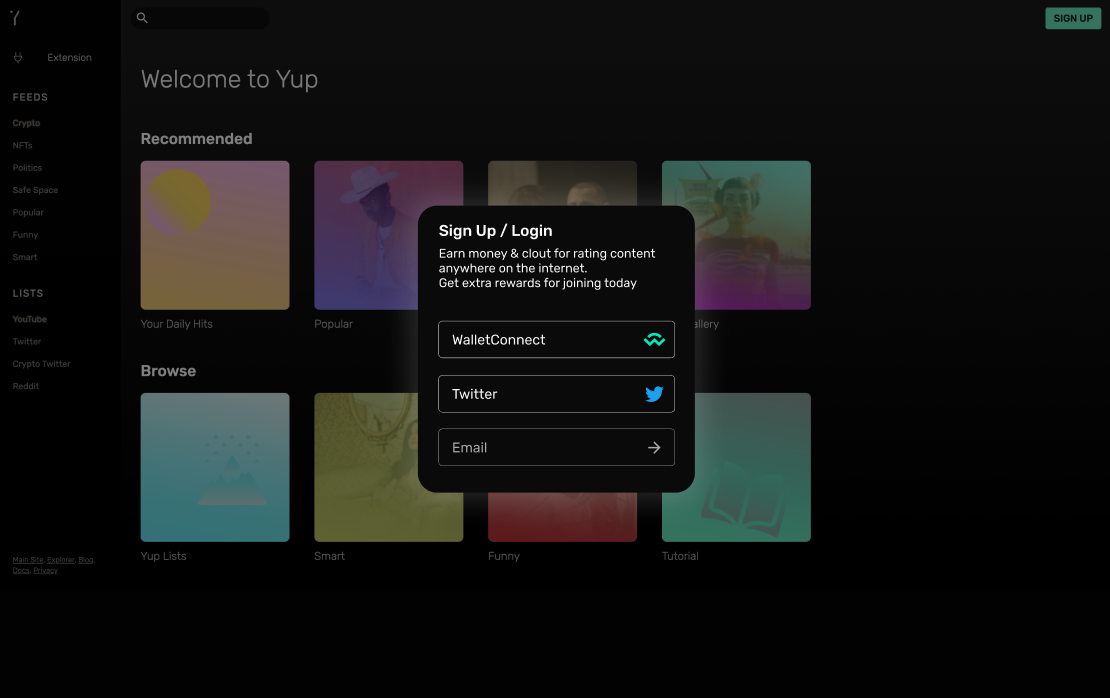 SIGN UP
Extension
Welcome to Yup
FEEDS
Crypto
NFTs
Politics
Safe Space
Popular
Funny
Smart
LISTS
YouTube
Twitter
Crypto Twitter
Reddit
Main Site, Explorer, Blog,
Docs, Privacy
Recommended
Your Daily Hits
Popular
Browse
Yup Lists
Smart
Funny
Tutorial
Sign Up / Login
Earn money & clout for rating content
anywhere on the internet.
Get extra rewards for joining today
WalletConnect
Twitter
Email